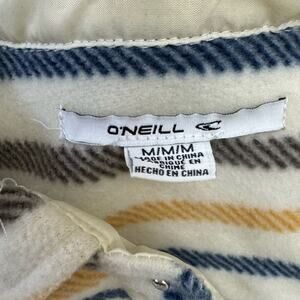 O'NEILL
M/M/M
MADE IN CHINA
FABRIQUÉ EN
CHINE
HECHO EN CHINA